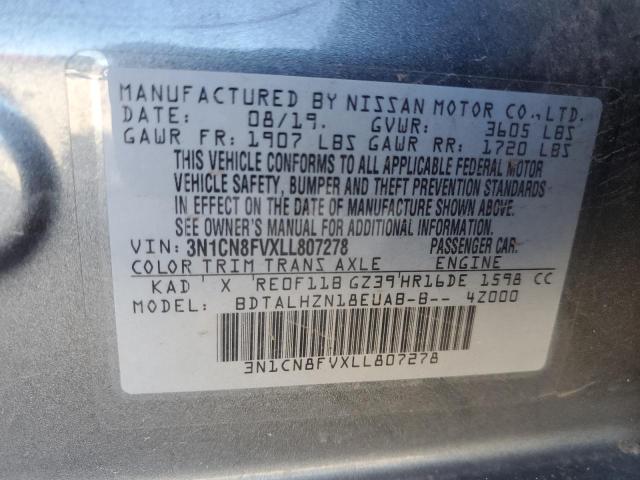 MANUFACTURED BY NISSAN MOTOR CO., LTD.
DATE: 08/19. GVWR: 3605 LBS
GAWR FR: 1907 LBS GAWR RR: 1720 LBS
THIS VEHICLE CONFORMS TO ALL APPLICABLE FEDERAL MOTOR
VEHICLE SAFETY, BUMPER AND THEFT PREVENTION STANDARDS
IN EFFECT ON THE DATE OF MANUFACTURE SHOWN ABOVE.
SEE OWNER'S MANUAL FOR ADDITIONAL INFORMATION.
VIN: 3N1CN8FVXLL807278 PASSENGER CAR.
COLOR TRIM TRANS AXLE ENGINE
KAD X RE0F11B GZ39 HR16DE 1598 CC
MODEL: BDTALHZN18EUAB-B-- 4Z000
3N1CN8FVXLL807278